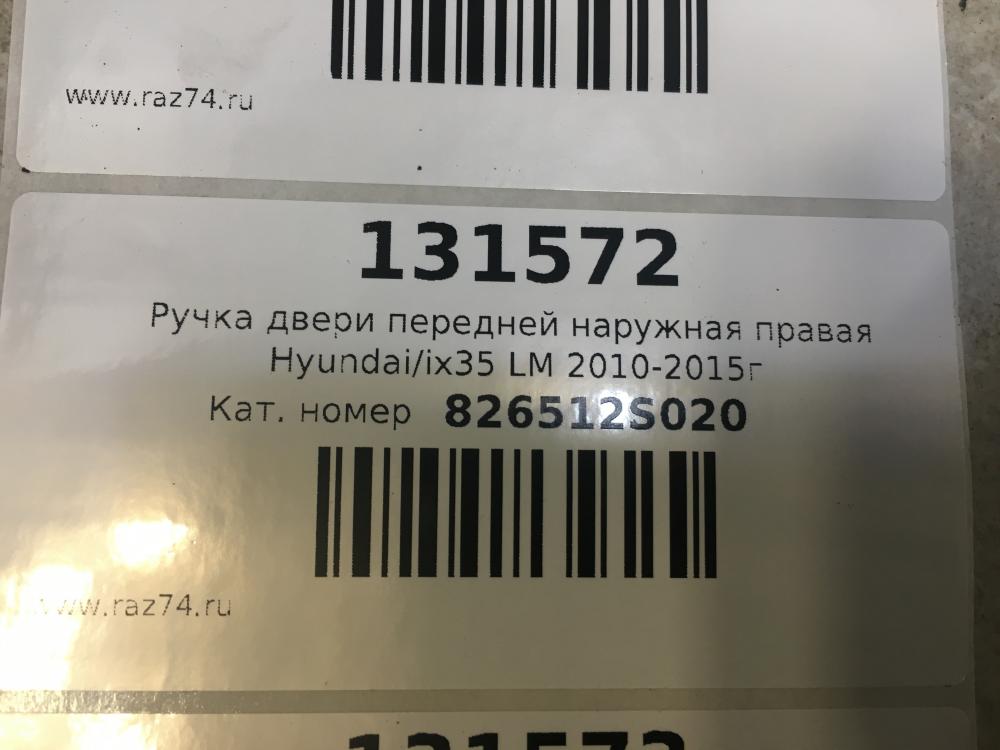 www.raz74.ru
131572
Ручка двери передней наружная правая
Hyundai/ix35 LM 2010-2015г
Кат. номер 826512S020
www.raz74.ru